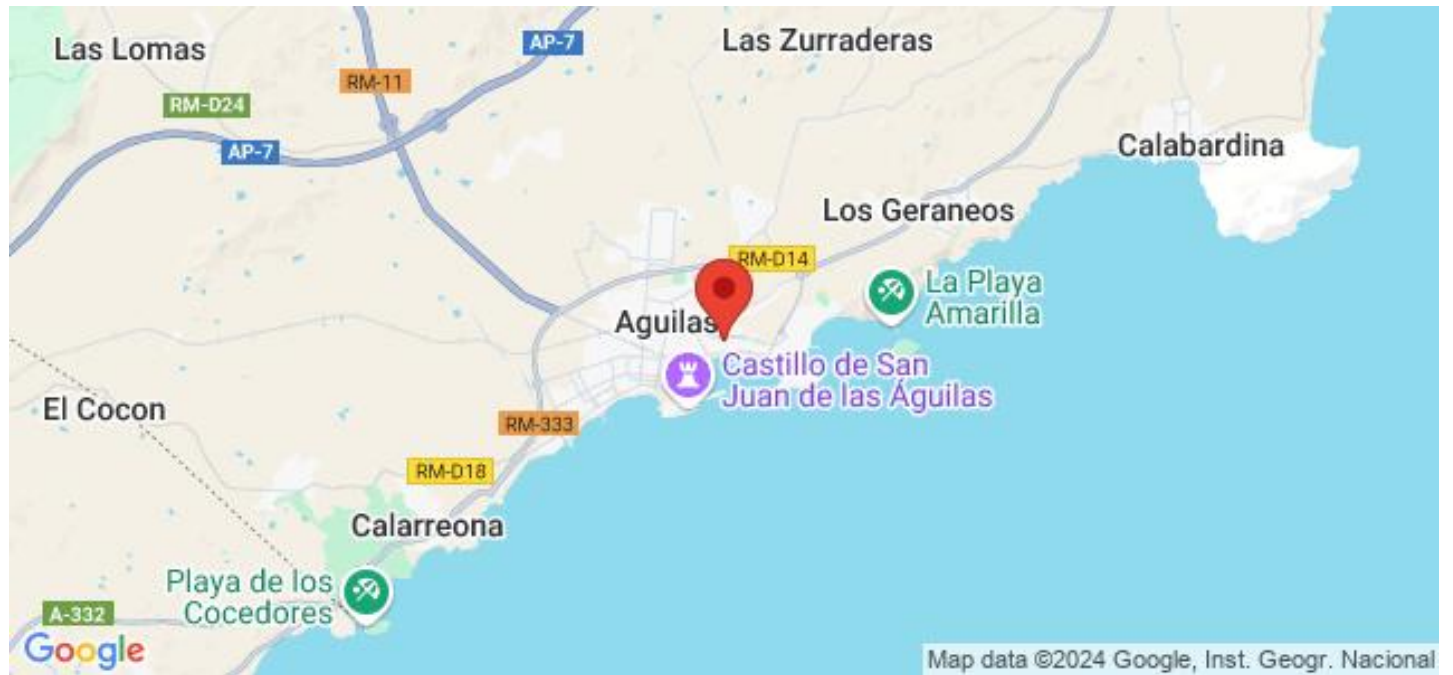 Las Lomas
AP-7
Las Zurraderas
RM-11
RM-D24
AP-7
Calabardina
Los Geraneos
RM-D14
La Playa
Amarilla
Aguilas
Castillo de San
Juan de las Águilas
El Cocon
RM-333
RM-D18
Calarreona
Playa de los
Cocedores
A-332
Google
Map data ©2024 Google, Inst. Geogr. Nacional